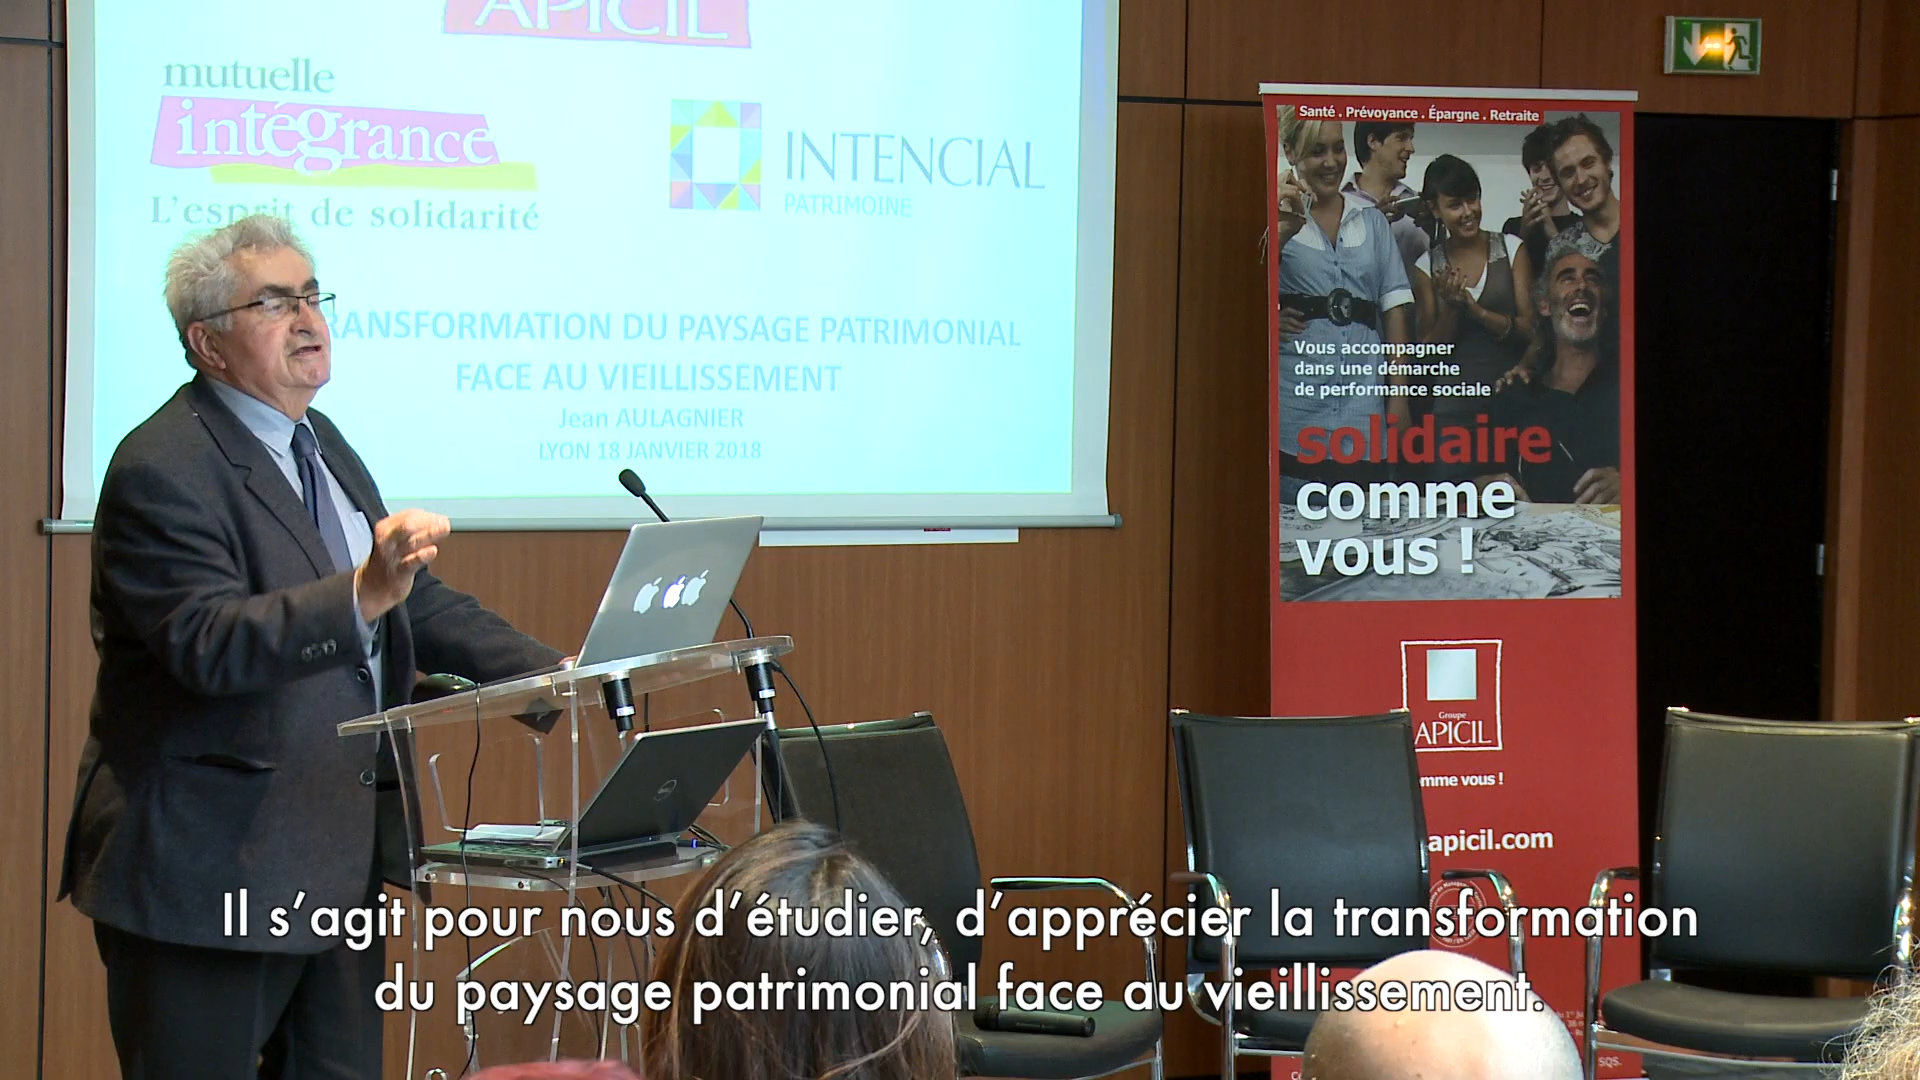 APICIL
mutuelle
intégrance
L'esprit de solidarité
INTENCIAL
PATRIMOINE
RANSFORMATION DU PAYSAGE PATRIMONIAL
FACE AU VIEILLISSEMENT
Jean AULAGNIER
LYON 18 JANVIER 2018
Santé . Prévoyance . Épargne . Retraite
Vous accompagner
dans une démarche
de performance sociale
solidaire
comme
vous !
Groupe
APICIL
mme vous !
apicil.com
Il s'agit pour nous d'étudier, d'apprécier la transformation
du paysage patrimonial face au vieillissement.